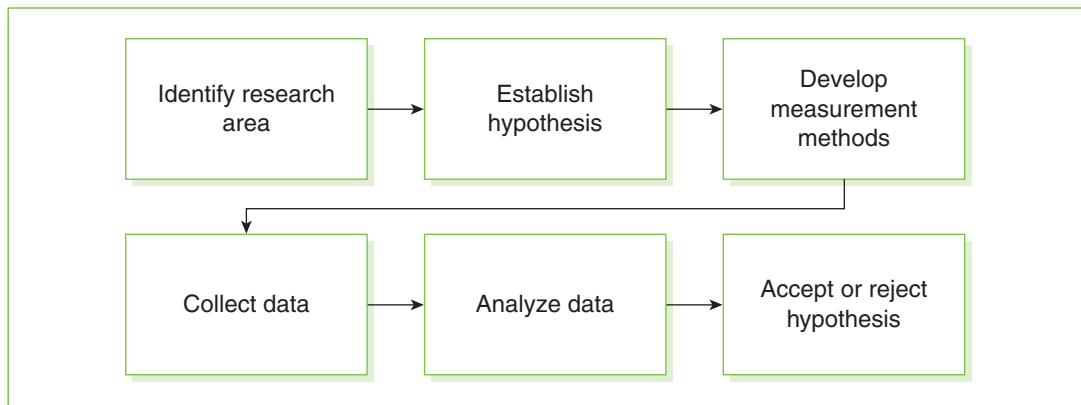 Identify research
area
Establish
hypothesis
Develop
measurement
methods
Collect data
Analyze data
Accept or reject
hypothesis